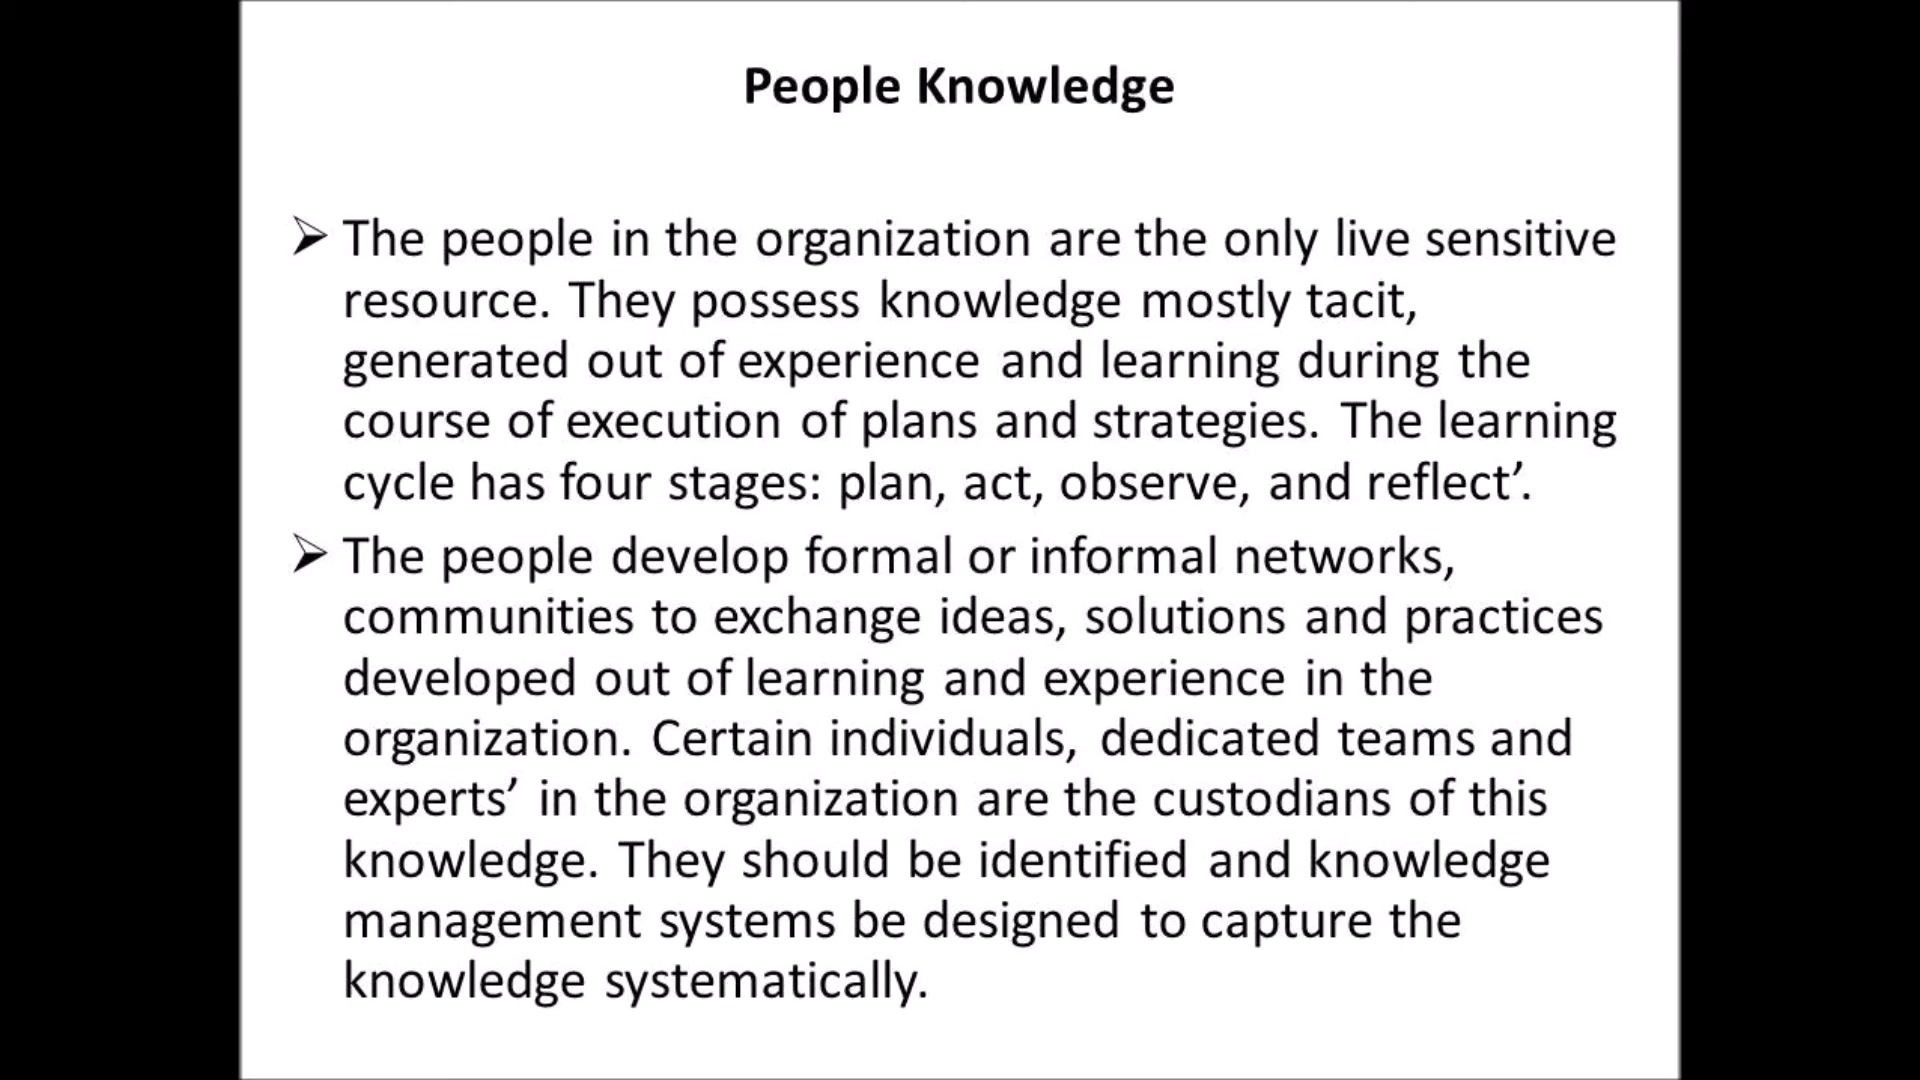 People Knowledge
➢ The people in the organization are the only live sensitive
resource. They possess knowledge mostly tacit,
generated out of experience and learning during the
course of execution of plans and strategies. The learning
cycle has four stages: plan, act, observe, and reflect’.
➢ The people develop formal or informal networks,
communities to exchange ideas, solutions and practices
developed out of learning and experience in the
organization. Certain individuals, dedicated teams and
experts’ in the organization are the custodians of this
knowledge. They should be identified and knowledge
management systems be designed to capture the
knowledge systematically.